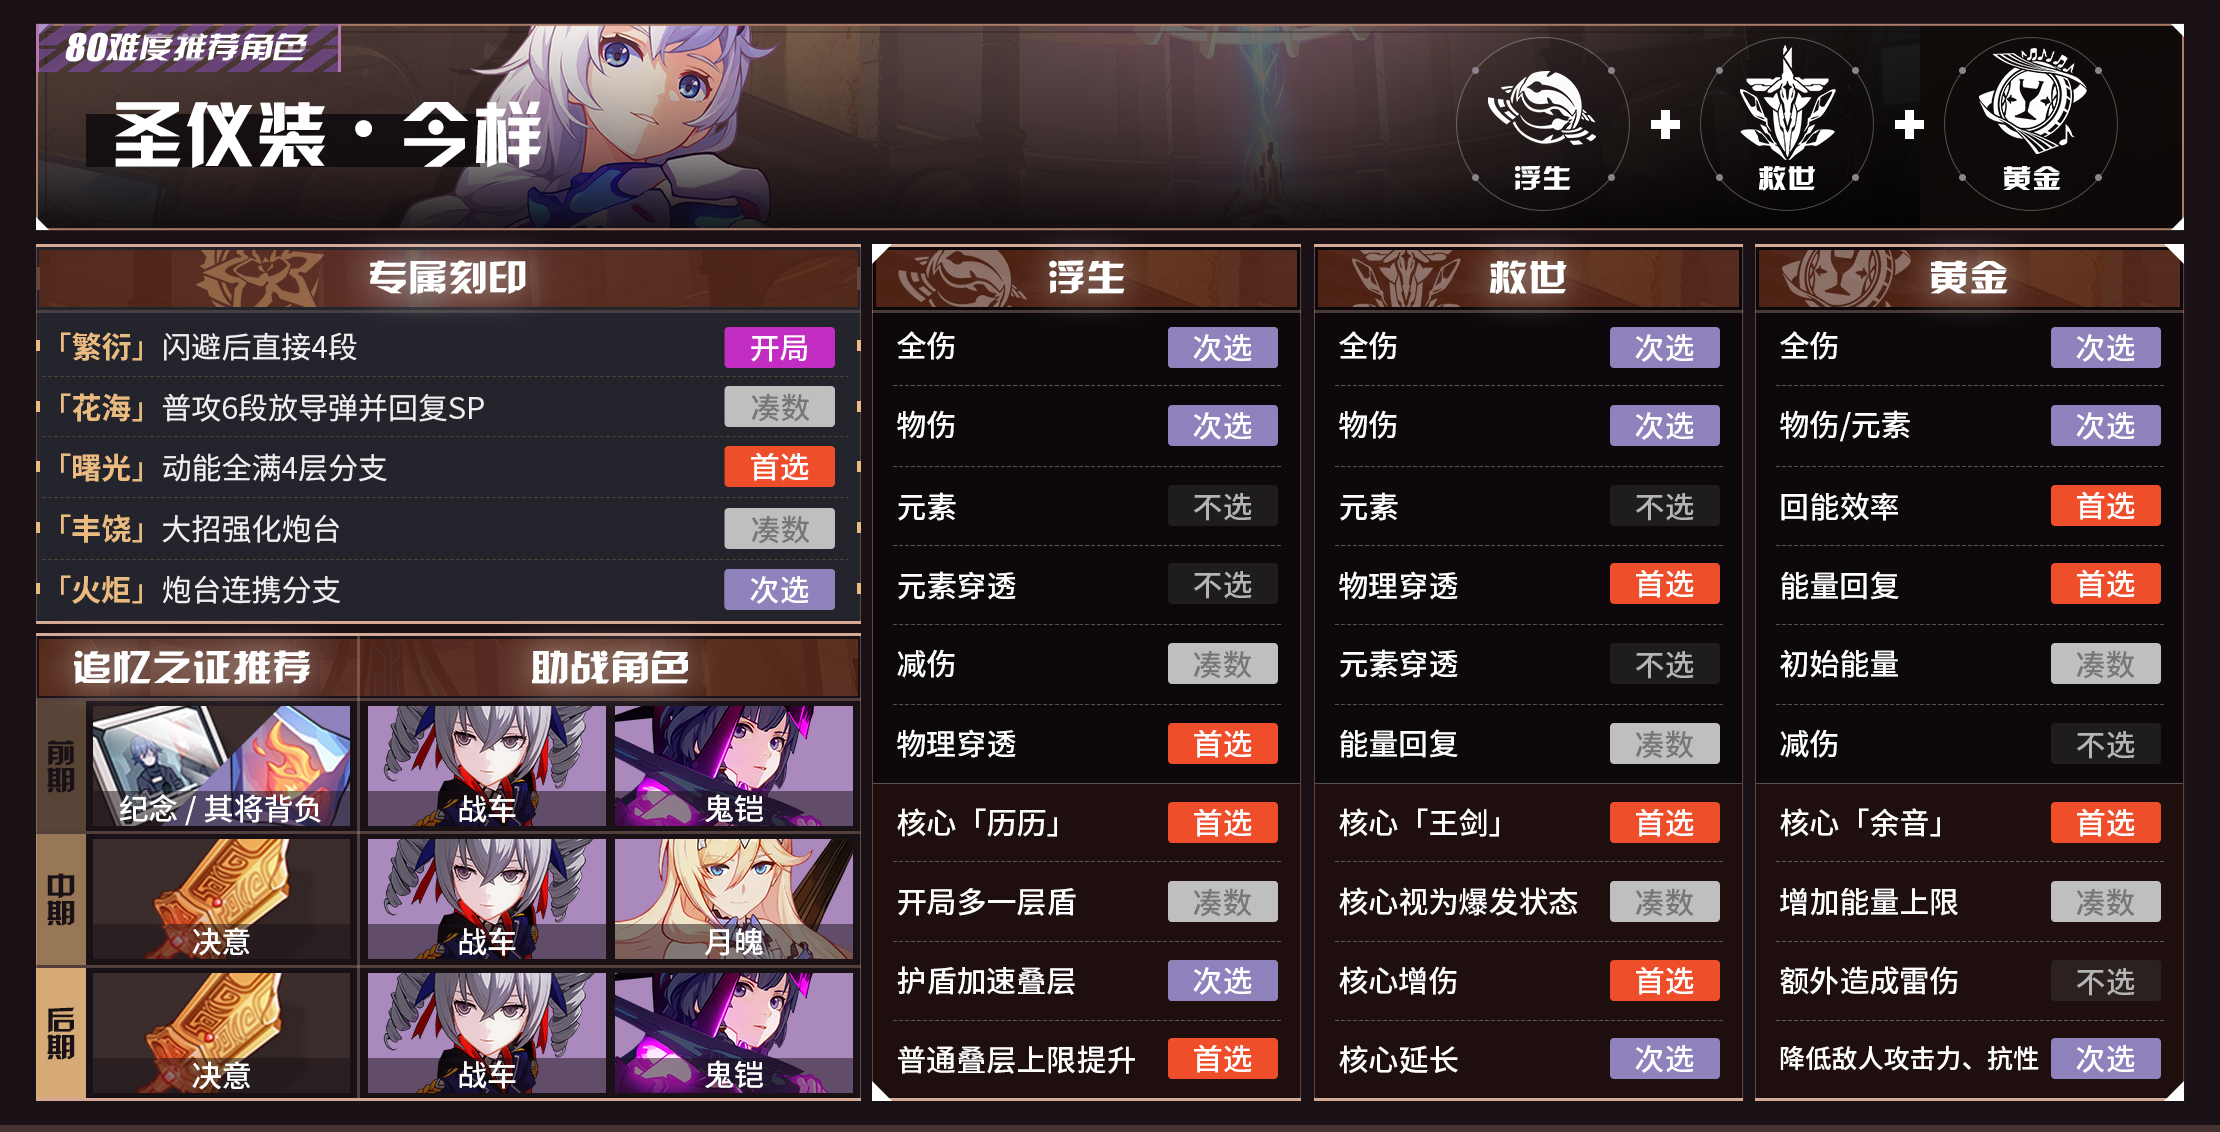 80难度推荐角色
圣仪装·今样
浮生
+
救世
+
黄金
专属刻印
「繁衍」 闪避后直接4段 开局
「花海」 普攻6段放导弹并回复SP 凑数
「曙光」 动能全满4层分支 首选
「丰饶」 大招强化炮台 凑数
「火炬」 炮台连携分支 次选
追忆之证推荐 助战角色
前期
纪念 / 其将背负 战车 鬼铠
中期
决意 战车 月魄
后期
决意 战车 鬼铠
浮生
全伤 次选
物伤 次选
元素 不选
元素穿透 不选
减伤 凑数
物理穿透 首选
核心「历历」 首选
开局多一层盾 凑数
护盾加速叠层 次选
普通叠层上限提升 首选
救世
全伤 次选
物伤 次选
元素 不选
物理穿透 首选
元素穿透 不选
能量回复 凑数
核心「王剑」 首选
核心视为爆发状态 凑数
核心增伤 首选
核心延长 次选
黄金
全伤 次选
物伤/元素 次选
回能效率 首选
能量回复 首选
初始能量 凑数
减伤 不选
核心「余音」 首选
增加能量上限 凑数
额外造成雷伤 不选
降低敌人攻击力、抗性 次选